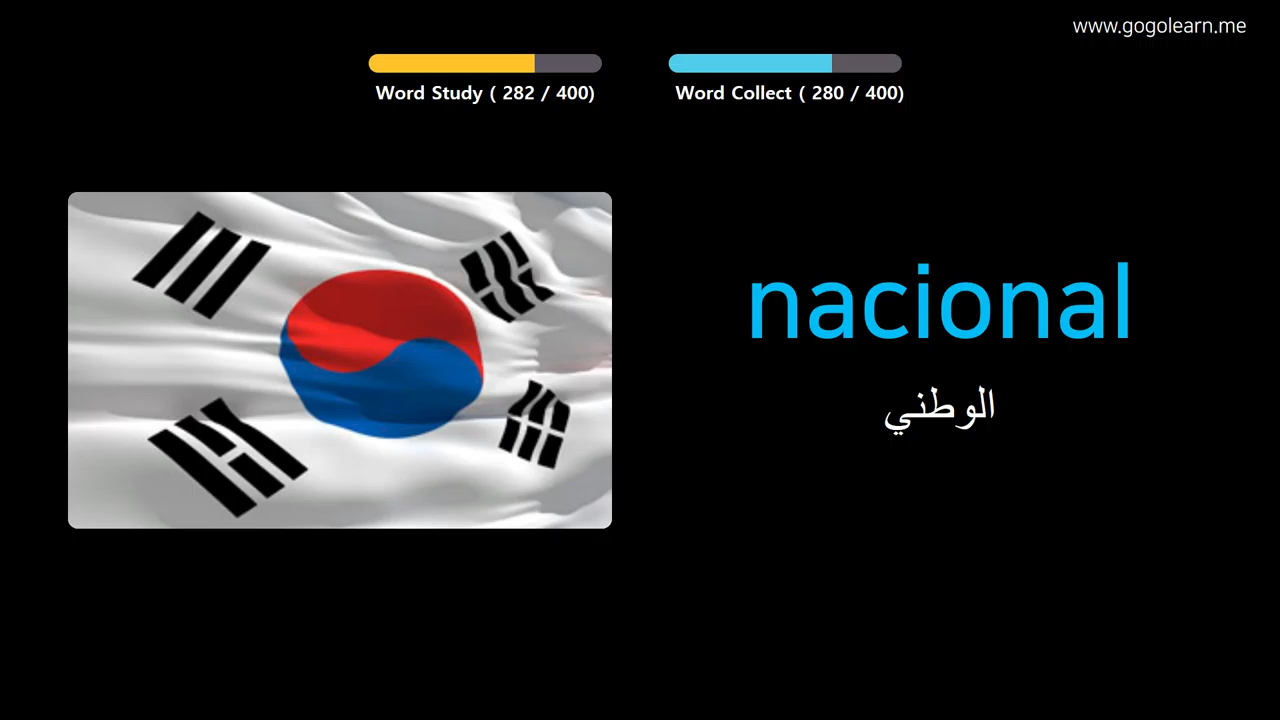 www.gogolearn.me
Word Study ( 282 / 400)
Word Collect ( 280 / 400)
nacional
الوطني